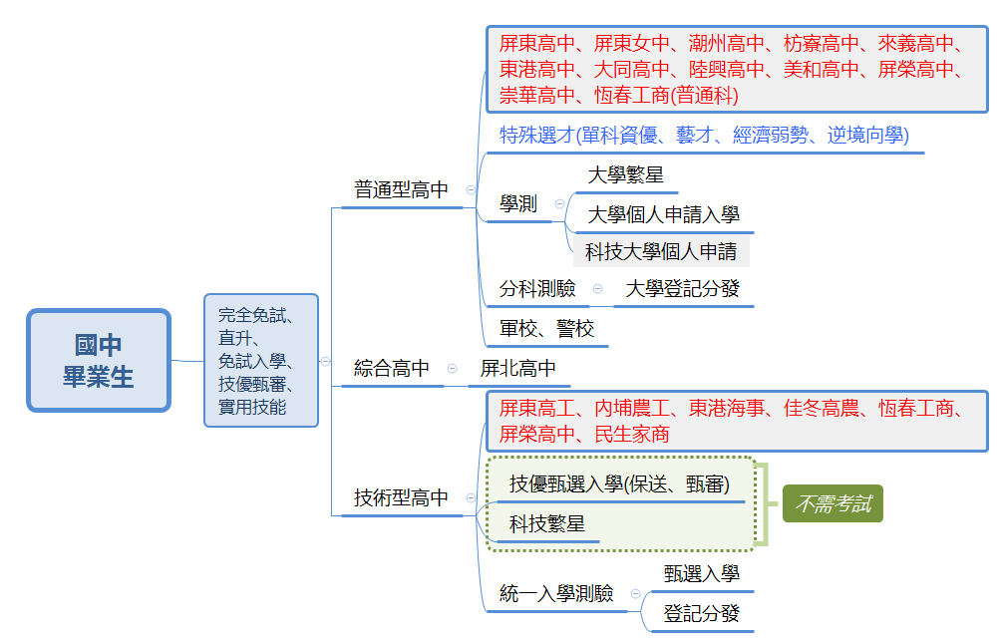 國中
畢業生
完全免試、
直升、
免試入學、
技優甄審、
實用技能
普通型高中
屏東高中、屏東女中、潮州高中、枋寮高中、來義高中、
東港高中、大同高中、陸興高中、美和高中、屏榮高中、
崇華高中、恆春工商(普通科)
特殊選才(單科資優、藝才、經濟弱勢、逆境向學)
學測
大學繁星
大學個人申請入學
科技大學個人申請
分科測驗
大學登記分發
軍校、警校
綜合高中
屏北高中
技術型高中
屏東高工、內埔農工、東港海事、佳冬高農、恆春工商、
屏榮高中、民生家商
技優甄選入學(保送、甄審)
科技繁星
不需考試
統一入學測驗
甄選入學
登記分發